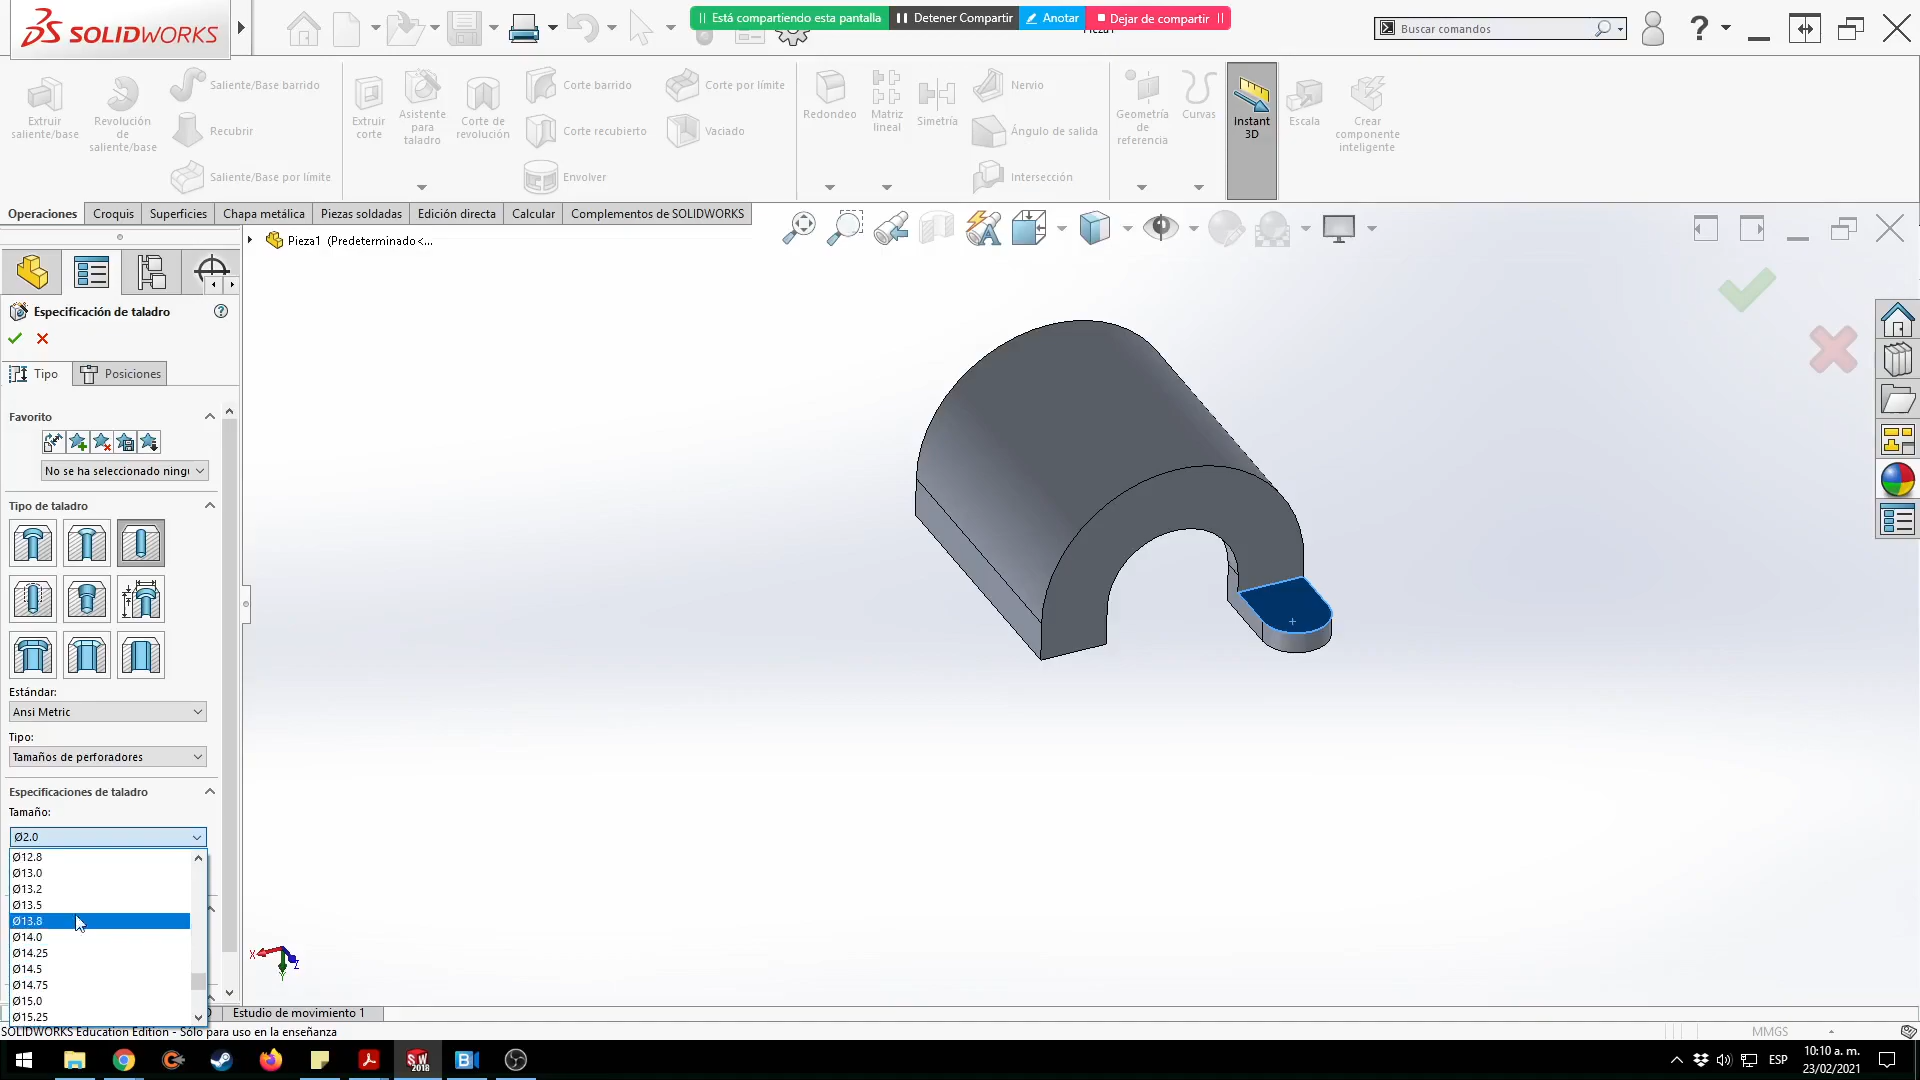 SOLIDWORKS
Está compartiendo esta pantalla
Detener Compartir
Anotar
Dejar de compartir
Buscar comandos
?
Extruir saliente/base
Revolución de saliente/base
Saliente/Base barrido
Recubrir
Saliente/Base por límite
Extruir corte
Asistente para taladro
Corte de revolución
Corte barrido
Corte recubierto
Envolver
Corte por límite
Vaciado
Redondeo
Matriz lineal
Simetría
Nervio
Ángulo de salida
Intersección
Geometría de referencia
Curvas
Instant 3D
Escala
Crear componente inteligente
Operaciones
Croquis
Superficies
Chapa metálica
Piezas soldadas
Edición directa
Calcular
Complementos de SOLIDWORKS
Pieza1 (Predeterminado<...
Especificación de taladro
Tipo
Posiciones
Favorito
No se ha seleccionado ning
Tipo de taladro
Estándar:
Ansi Metric
Tipo:
Tamaños de perforadores
Especificaciones de taladro
Tamaño:
Ø2.0
Ø12.8
Ø13.0
Ø13.2
Ø13.5
Ø13.8
Ø14.0
Ø14.25
Ø14.5
Ø14.75
Ø15.0
Ø15.25
X
Z
Estudio de movimiento 1
SOLIDWORKS Education Edition - Sólo para uso en la enseñanza
MMGS
SW 2018
ESP
10:10 a. m.
23/02/2021